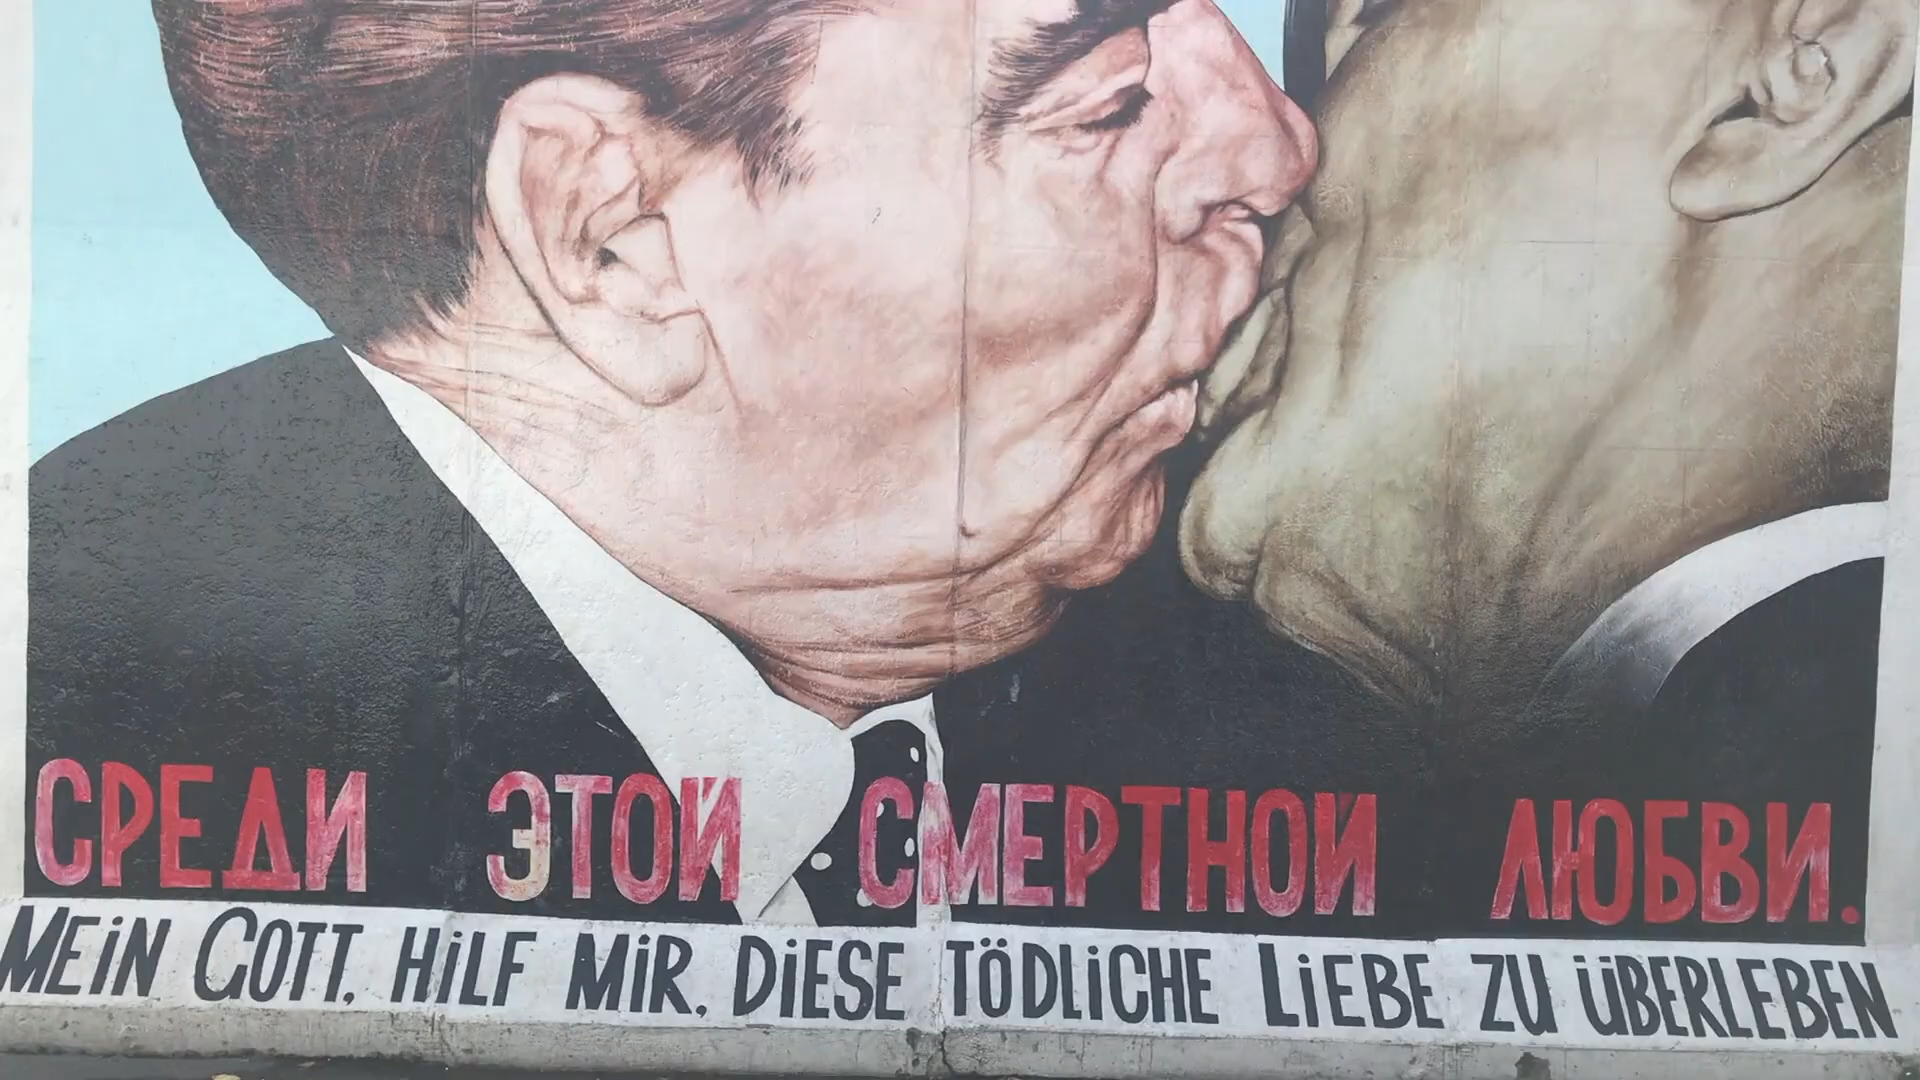 СРЕДИ ЭТОЙ СМЕРТНОЙ ЛЮБВИ.
MEIN GOTT, HILF MIR, DIESE TÖDLICHE LIEBE ZU ÜBERLEBEN